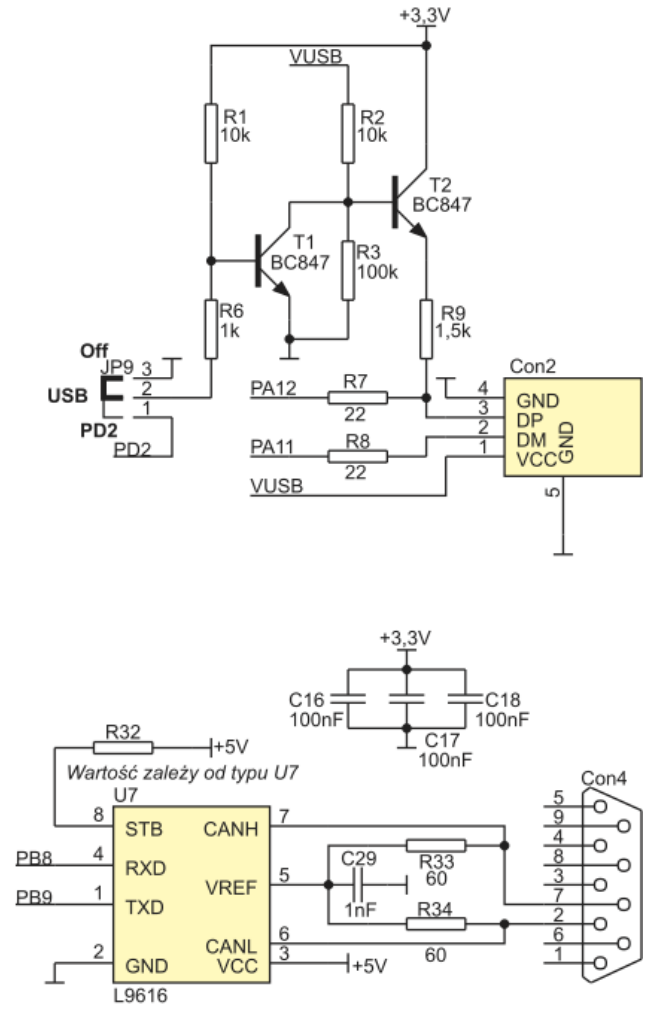 +3,3V
VUSB
R1
10k
R2
10k
T2
BC847
T1
BC847
R3
100k
R6
1k
R9
1,5k
Off
JP9
3
USB
2
1
PD2
PD2
PA12
R7
22
PA11
R8
22
VUSB
Con2
4
GND
3
DP
2
DM
1
VCC
GND
5
+3,3V
C16
100nF
C17
100nF
C18
100nF
R32
+5V
Wartość zależy od typu U7
U7
8
STB
CANH
7
PB8
4
RXD
VREF
5
PB9
1
TXD
CANL
6
2
GND
VCC
3
+5V
L9616
C29
1nF
R33
60
R34
60
Con4
5
9
4
8
3
7
2
6
1